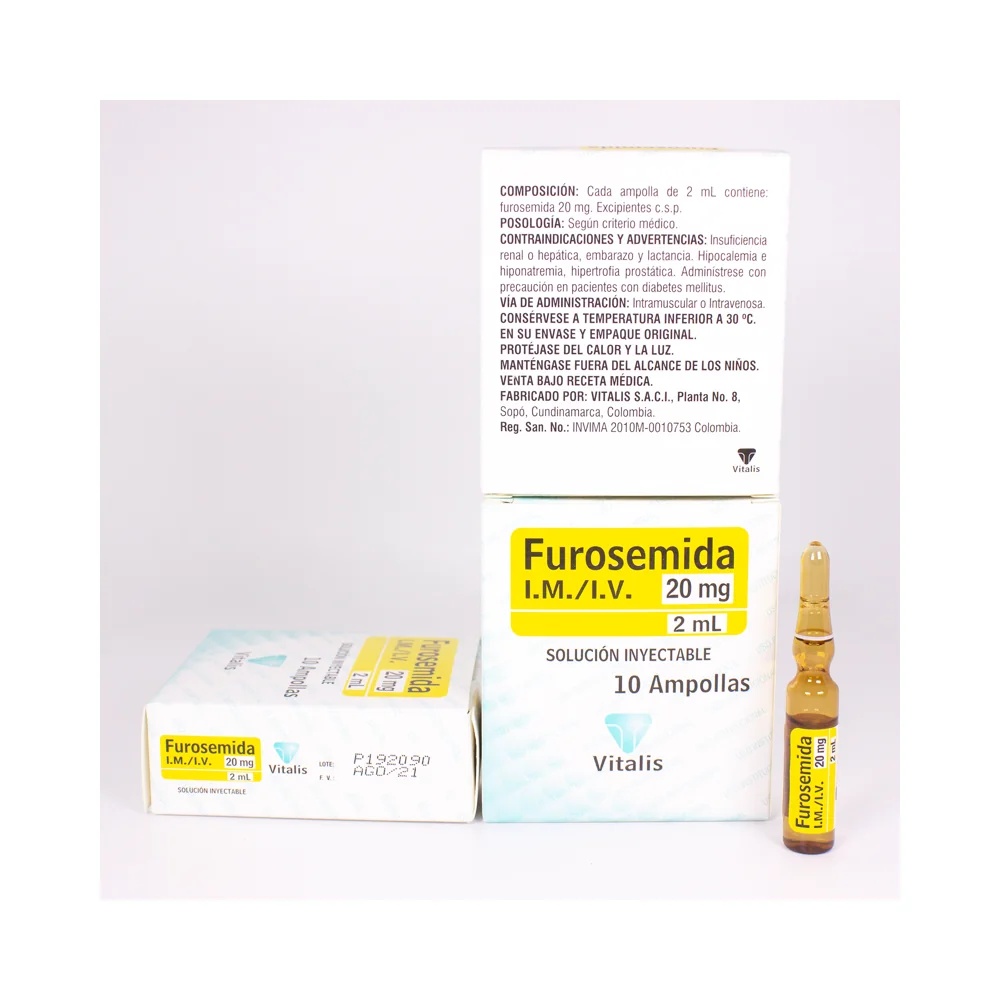 COMPOSICIÓN: Cada ampolla de 2 mL contiene:
furosemida 20 mg. Excipientes c.s.p.
POSOLOGÍA: Según criterio médico.
CONTRAINDICACIONES Y ADVERTENCIAS: Insuficiencia
renal o hepática, embarazo y lactancia. Hipocalemia e
hiponatremia, hipertrofia prostática. Adminístrese con
precaución en pacientes con diabetes mellitus.
VÍA DE ADMINISTRACIÓN: Intramuscular o Intravenosa.
CONSÉRVESE A TEMPERATURA INFERIOR A 30 ºC.
EN SU ENVASE Y EMPAQUE ORIGINAL.
PROTÉJASE DEL CALOR Y LA LUZ.
MANTÉNGASE FUERA DEL ALCANCE DE LOS NIÑOS.
VENTA BAJO RECETA MÉDICA.
FABRICADO POR: VITALIS S.A.C.I., Planta No. 8,
Sopó, Cundinamarca, Colombia.
Reg. San. No.: INVIMA 2010M-0010753 Colombia.
Vitalis
Furosemida
I.M./I.V. 20 mg
2 mL
SOLUCIÓN INYECTABLE
10 Ampollas
Vitalis
Furosemida
I.M./I.V. 20 mg
2 mL
SOLUCIÓN INYECTABLE
10 Ampollas
Vitalis
Furosemida
I.M./I.V. 20 mg
2 mL
SOLUCIÓN INYECTABLE
Vitalis
LOTE: P192090
F. V.: AGO/21
Furosemida
I.M./I.V. 20 mg
2 mL